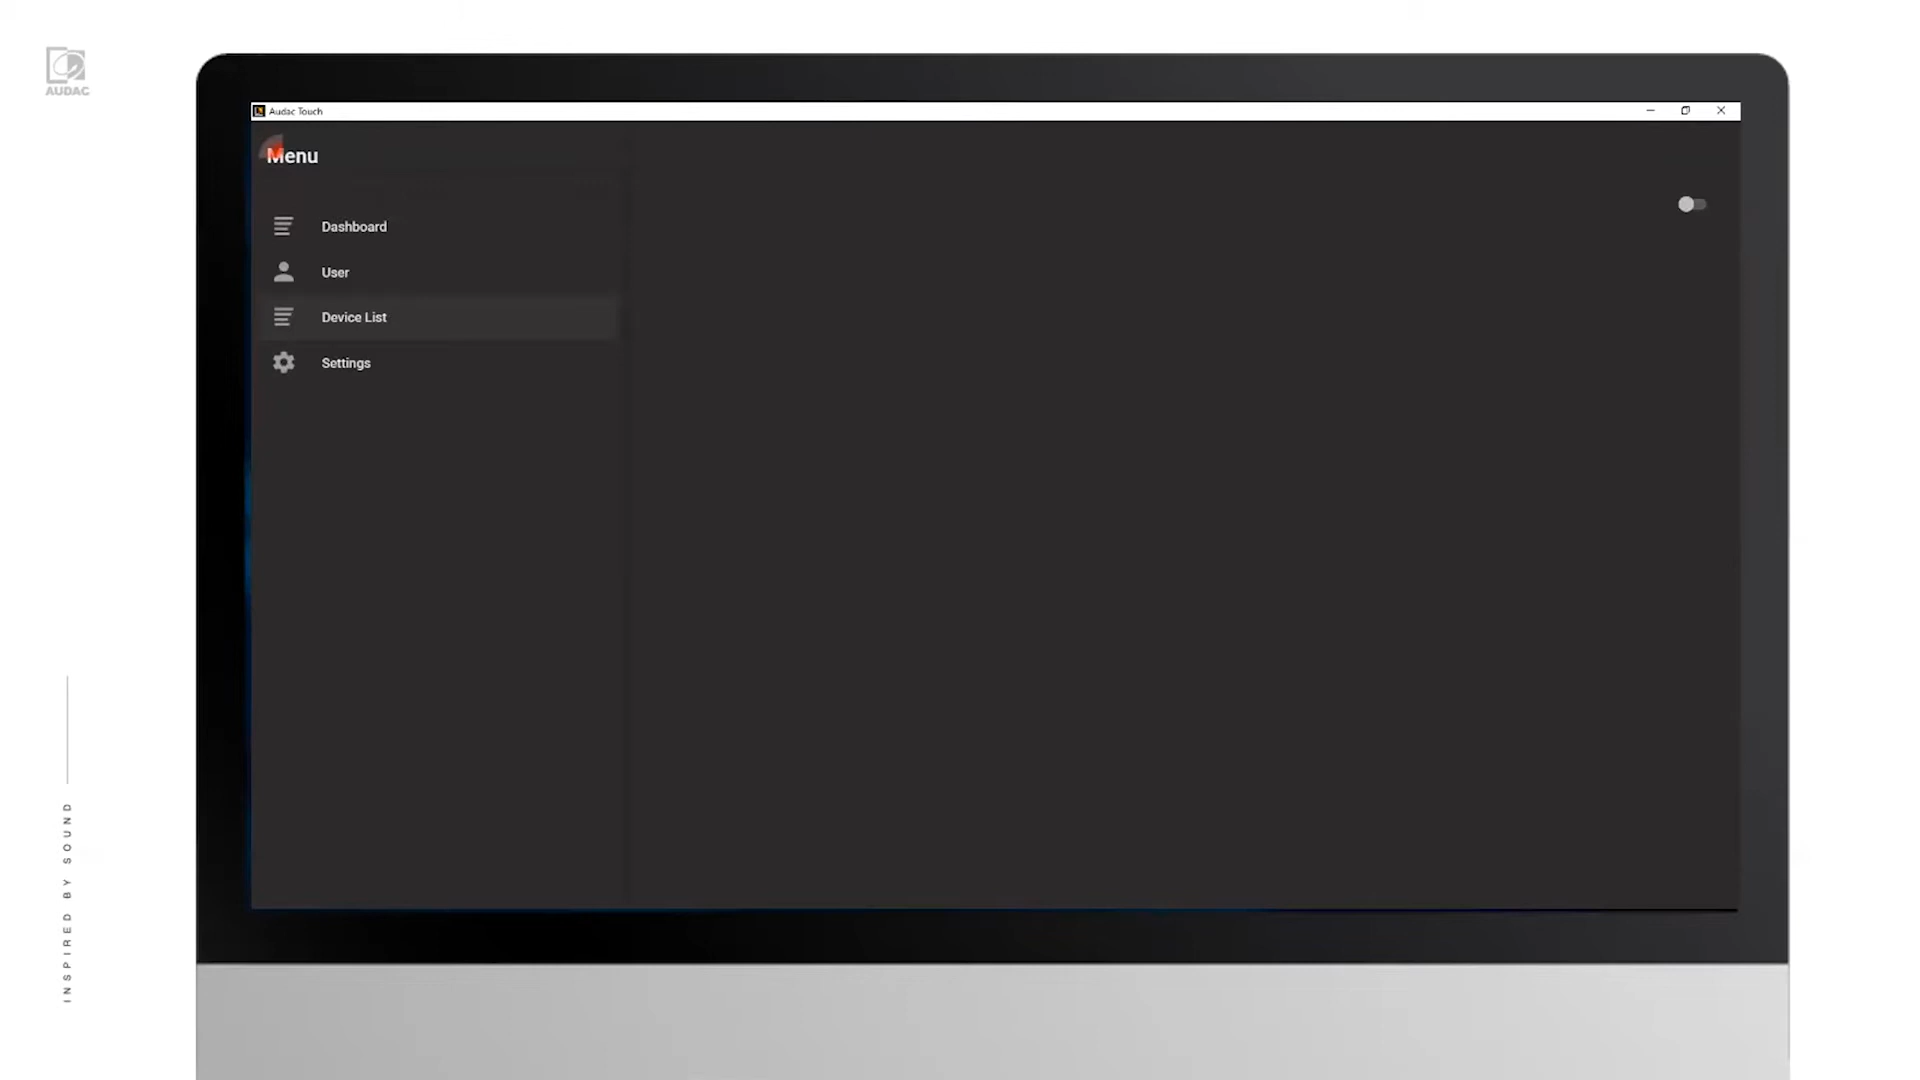 AUDAC
Audac Touch
Menu
Dashboard
User
Device List
Settings
INSPIRED BY SOUND